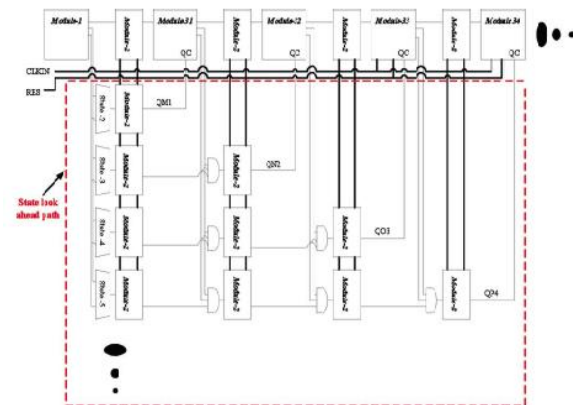 Module-1
Module-2
Module31
Module-2
Module-32
Module-2
Module-33
Module-2
Module34
QC
QC
QC
QC
CLKIN
RES
State -2
Module-2
QM1
State -3
Module-2
Module-2
QN2
State look
ahead path
State -4
Module-2
Module-2
Module-2
QO3
State -5
Module-2
Module-2
Module-2
Module-2
QP4